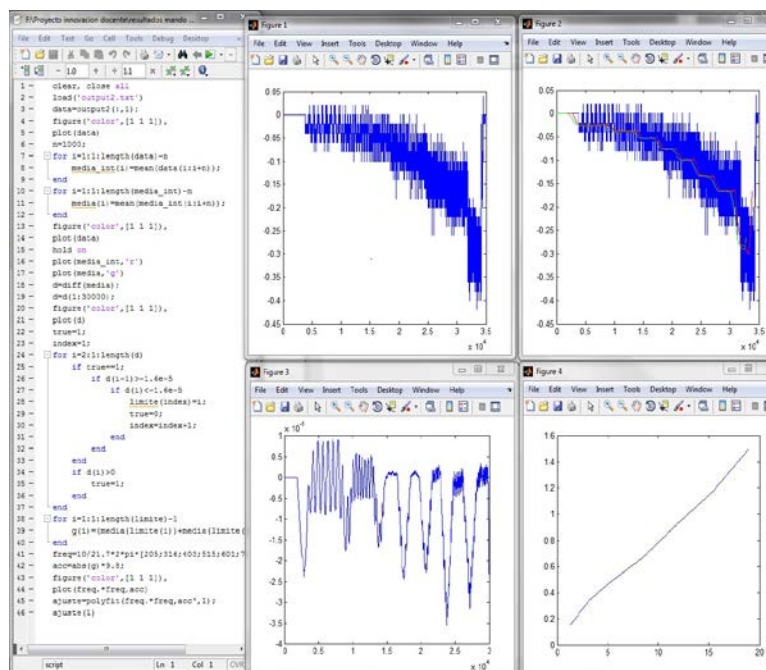 F:\Proyecto innovacion docente\resultados mando ...
File Edit Text Go Cell Tools Debug Desktop
1.0 + ÷ 1.1 ×
1 clear, close all
2 load('output2.txt')
3 data=output2(:,1);
4 figure('color',[1 1 1]),
5 plot(data)
6 n=1000;
7 for i=1:1:length(data)-n
8 media_int(i)=mean(data(i:i+n));
9 end
10 for i=1:1:length(media_int)-n
11 media(i)=mean(media_int(i:i+n));
12 end
13 figure('color',[1 1 1]),
14 plot(data)
15 hold on
16 plot(media_int,'r')
17 plot(media,'g')
18 d=diff(media);
19 d=d(1:30000);
20 figure('color',[1 1 1]),
21 plot(d)
22 true=1;
23 index=1;
24 for i=2:1:length(d)
25 if true==1;
26 if d(i-1)>-1.6e-5
27 if d(i)<-1.6e-5
28 limite(index)=i;
29 true=0;
30 index=index+1;
31 end
32 end
33 end
34 if d(i)>0
35 true=1;
36 end
37 end
38 for i=1:1:length(limite)-1
39 g(i)=(media(limite(i))+media(limite(
40 end
41 freq=10/21.7*2*pi*[205;316;403;515;601;7
42 acc=abs(g)*9.8;
43 figure('color',[1 1 1]),
44 plot(freq.*freq,acc)
45 ajuste=polyfit(freq.*freq,acc',1);
46 ajuste(1)
script Ln 1 Col 1 OVR
Figure 1
File Edit View Insert Tools Desktop Window Help
0.05
0
-0.05
-0.1
-0.15
-0.2
-0.25
-0.3
-0.35
-0.4
-0.45
0 0.5 1 1.5 2 2.5 3 3.5
x 10^4
Figure 2
File Edit View Insert Tools Desktop Window Help
0.05
0
-0.05
-0.1
-0.15
-0.2
-0.25
-0.3
-0.35
-0.4
-0.45
0 0.5 1 1.5 2 2.5 3 3.5
x 10^4
Figure 3
File Edit View Insert Tools Desktop Window Help
1
0.5
0
-0.5
-1
-1.5
-2
-2.5
-3
-3.5
-4
0 0.5 1 1.5 2 2.5 3
x 10^4
Figure 4
File Edit View Insert Tools Desktop Window Help
1.6
1.4
1.2
1
0.8
0.6
0.4
0.2
0
0 5 10 15 20